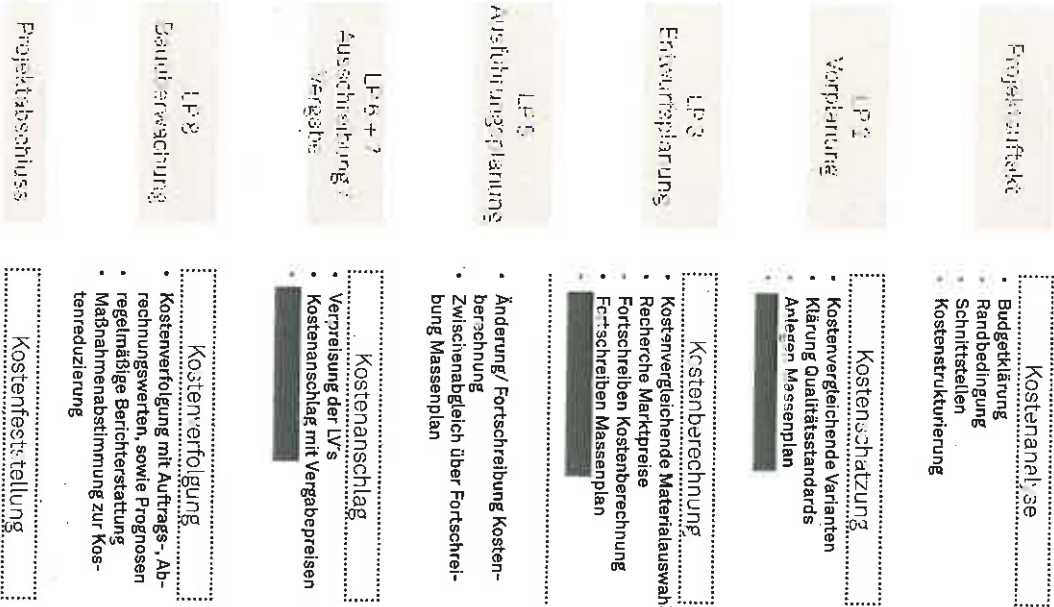 Projektauftakt
Kostenanalyse
• Budgetklärung
• Randbedingung
• Schnittstellen
• Kostenstrukturierung
LP 2
Vorplanung
Kostenschätzung
• Kostenvergleichende Varianten
• Klärung Qualitätsstandards
• Anlegen Massenplan
LP 3
Entwurfsplanung
Kostenberechnung
• Kostenvergleichende Materialauswahl
• Recherche Marktpreise
• Fortschreiben Kostenberechnung
• Fortschreiben Massenplan
LP 5
Ausführungsplanung
• Änderung/ Fortschreibung Kosten-
berechnung
• Zwischenabgleich über Fortschrei-
bung Massenplan
LP 6 + 7
Ausschreibung /
Vergabe
Kostenanschlag
• Verpreisung der LV's
• Kostenanschlag mit Vergabepreisen
LP 8
Bauüberwachung
Kostenverfolgung
• Kostenverfolgung mit Auftrags-, Ab-
rechnungswerten, sowie Prognosen
• regelmäßige Berichterstattung
• Maßnahmenabstimmung zur Kos-
tenreduzierung
Projektabschluss
Kostenfeststellung